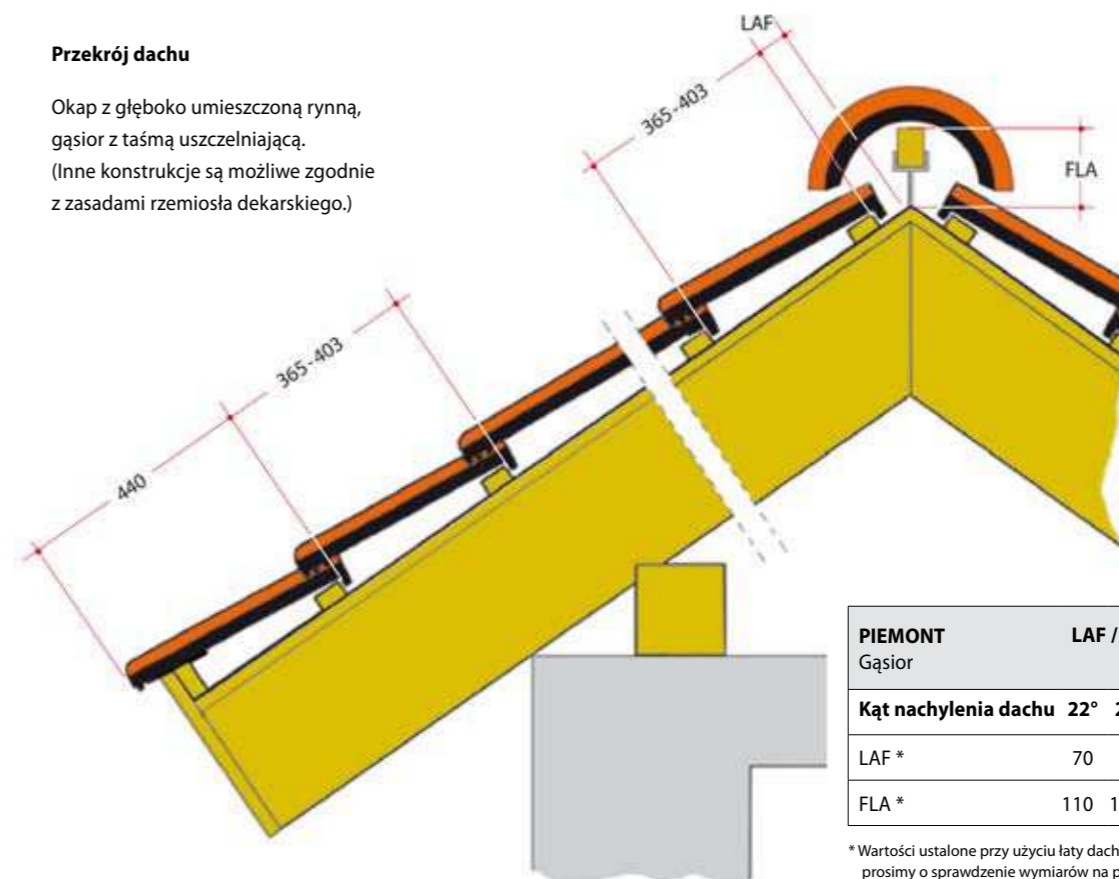 Przekrój dachu
Okap z głęboko umieszczoną rynną,
gąsior z taśmą uszczelniającą.
(Inne konstrukcje są możliwe zgodnie
z zasadami rzemiosła dekarskiego.)
LAF
365-403
FLA
365-403
440
PIEMONT LAF /
Gąsior
Kąt nachylenia dachu 22°
LAF * 70
FLA * 110
* Wartości ustalone przy użyciu łaty
prosimy o sprawdzenie wymiarów na